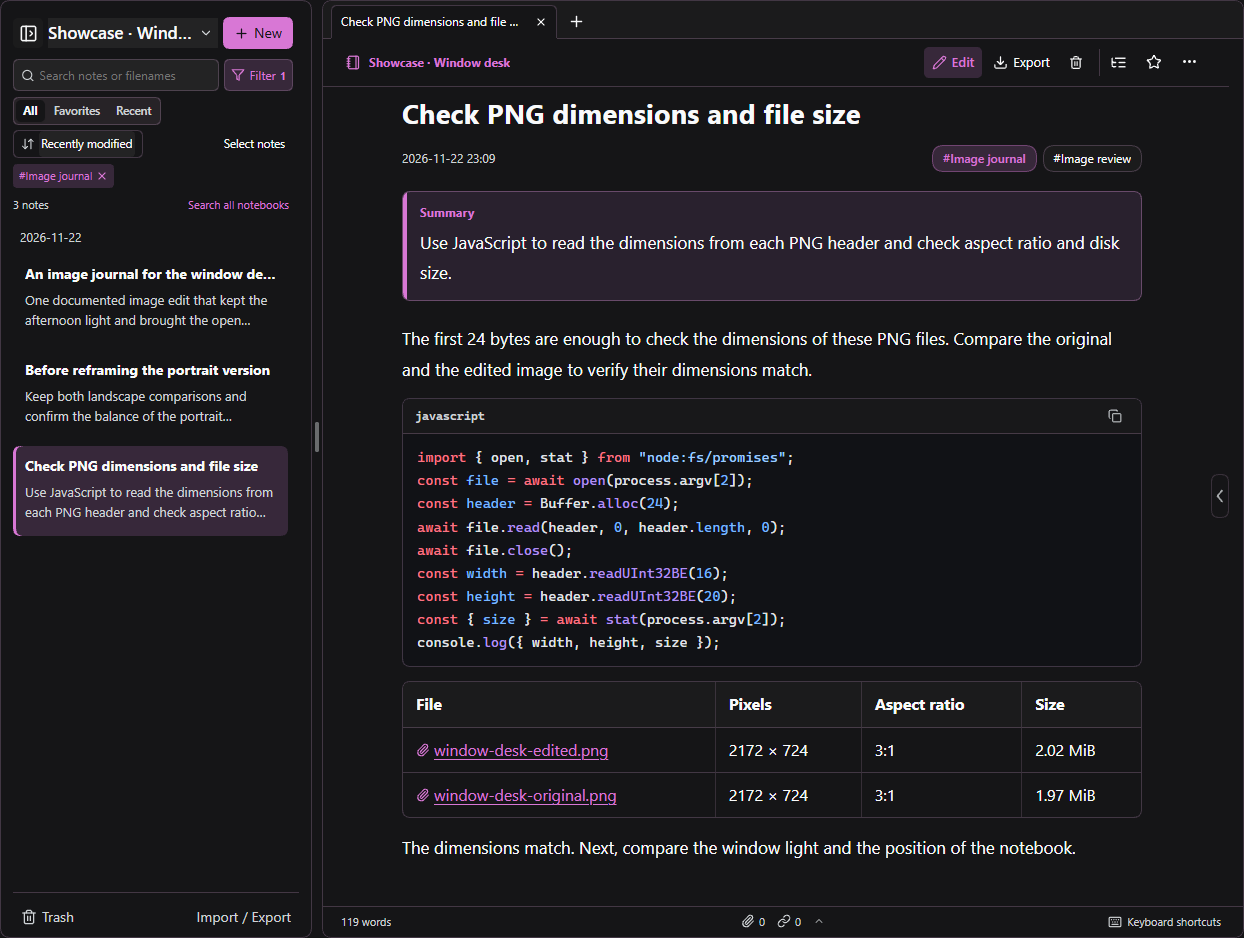 Showcase · Wind...
New
Search notes or filenames
Filter 1
All Favorites Recent
Recently modified
Select notes
#Image journal
3 notes
Search all notebooks
2026-11-22
An image journal for the window de...
One documented image edit that kept the
afternoon light and brought the open...
Before reframing the portrait version
Keep both landscape comparisons and
confirm the balance of the portrait...
Check PNG dimensions and file size
Use JavaScript to read the dimensions from
each PNG header and check aspect ratio...
Trash
Import / Export
Check PNG dimensions and file ...
Showcase · Window desk
Edit
Export
Check PNG dimensions and file size
2026-11-22 23:09
#Image journal
#Image review
Summary
Use JavaScript to read the dimensions from each PNG header and check aspect ratio and disk
size.
The first 24 bytes are enough to check the dimensions of these PNG files. Compare the original
and the edited image to verify their dimensions match.
javascript
import { open, stat } from "node:fs/promises";
const file = await open(process.argv[2]);
const header = Buffer.alloc(24);
await file.read(header, 0, header.length, 0);
await file.close();
const width = header.readUInt32BE(16);
const height = header.readUInt32BE(20);
const { size } = await stat(process.argv[2]);
console.log({ width, height, size });
File Pixels Aspect ratio Size
window-desk-edited.png 2172 × 724 3:1 2.02 MiB
window-desk-original.png 2172 × 724 3:1 1.97 MiB
The dimensions match. Next, compare the window light and the position of the notebook.
119 words
0
0
Keyboard shortcuts